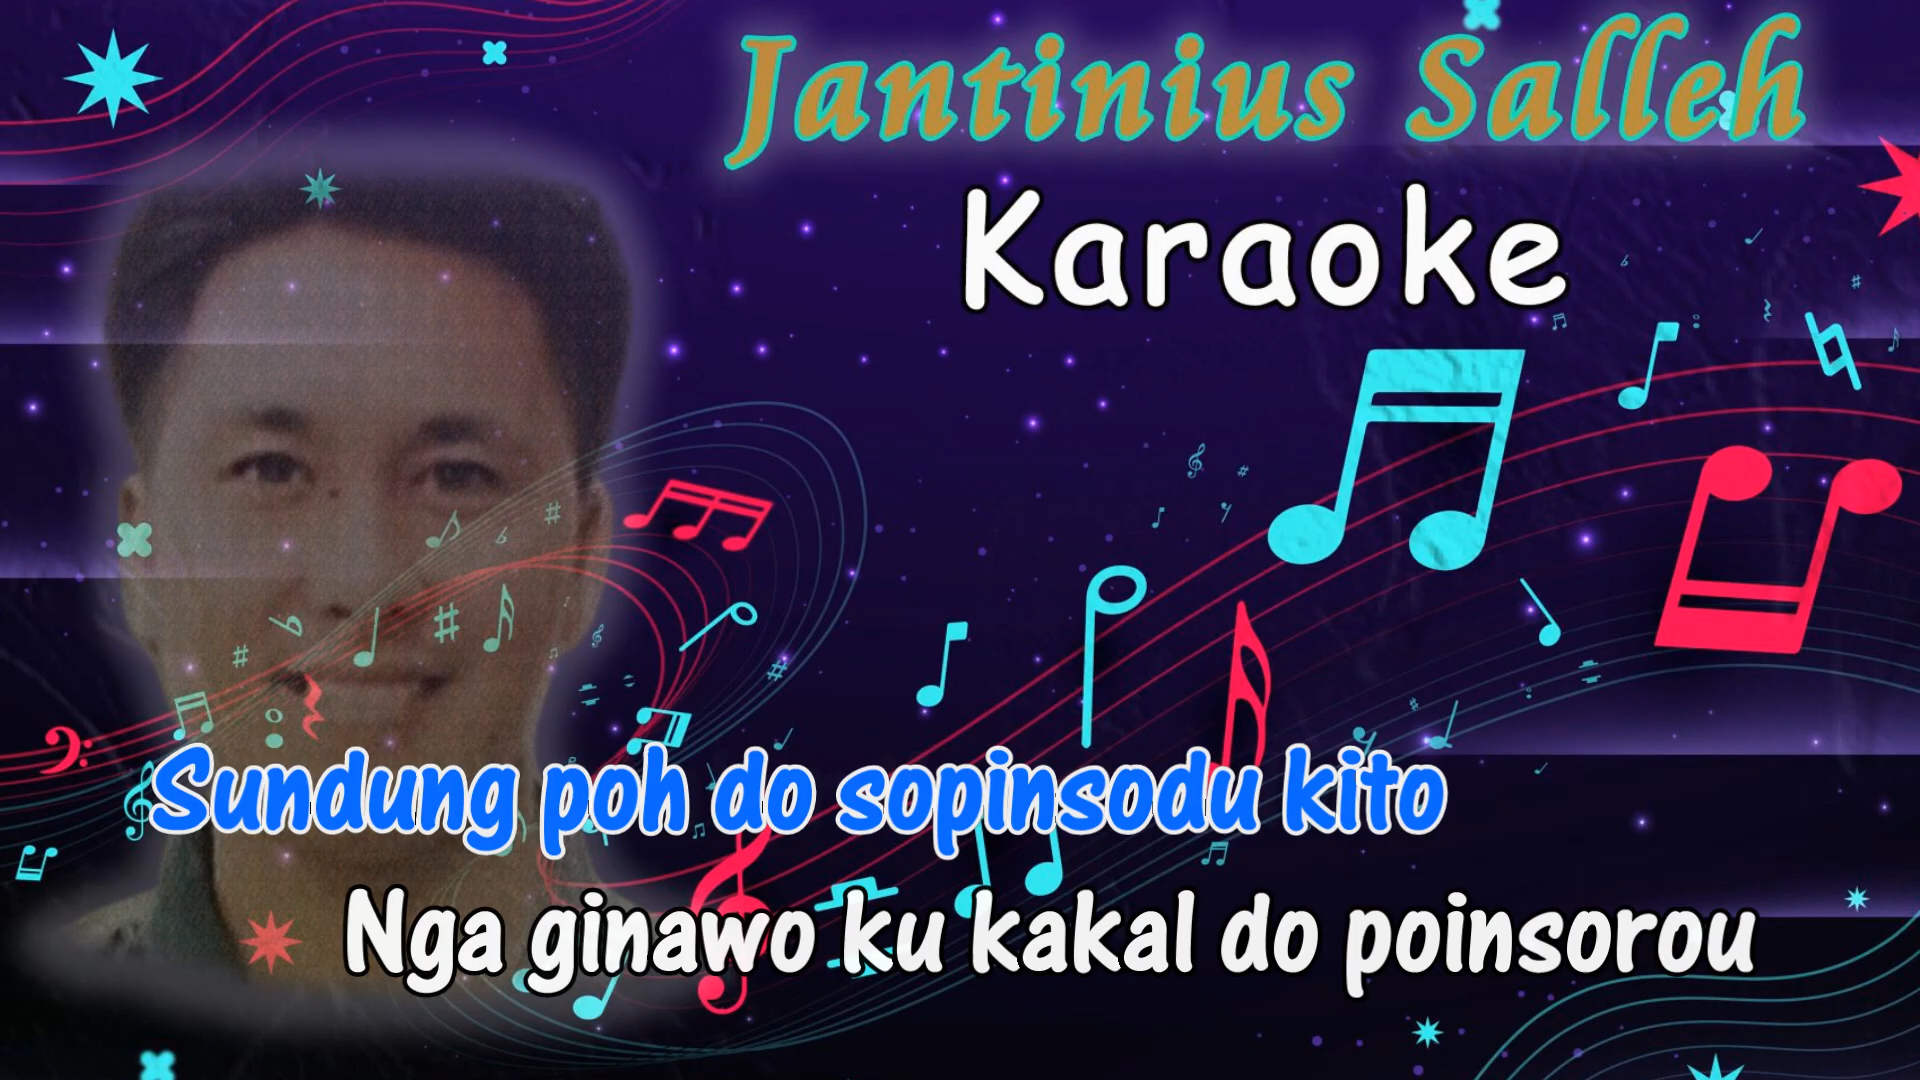 Jantinius Salleh
Karaoke
Sundung poh do sopinsodu kito
Nga ginawo ku kakal do poinsorou